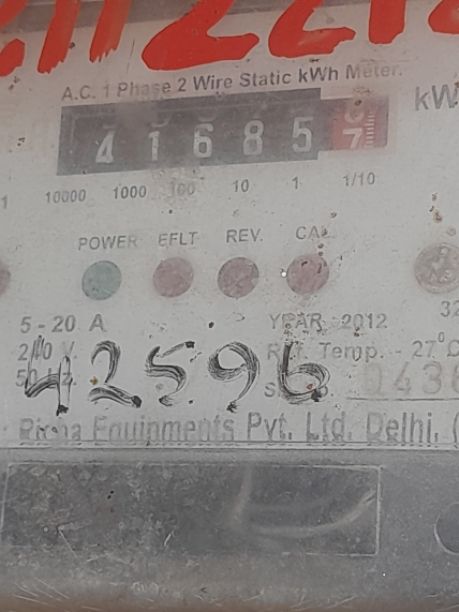 A.C. 1 Phase 2 Wire Static kWh Meter.
4 1 6 8 5 7
10000 1000 100 10 1 1/10
POWER EFLT REV. CAL
5 - 20 A YEAR 2012
240 V. Ref. Temp. - 27°C
42596
50 Hz
Equipments Pvt. Ltd. Delhi.